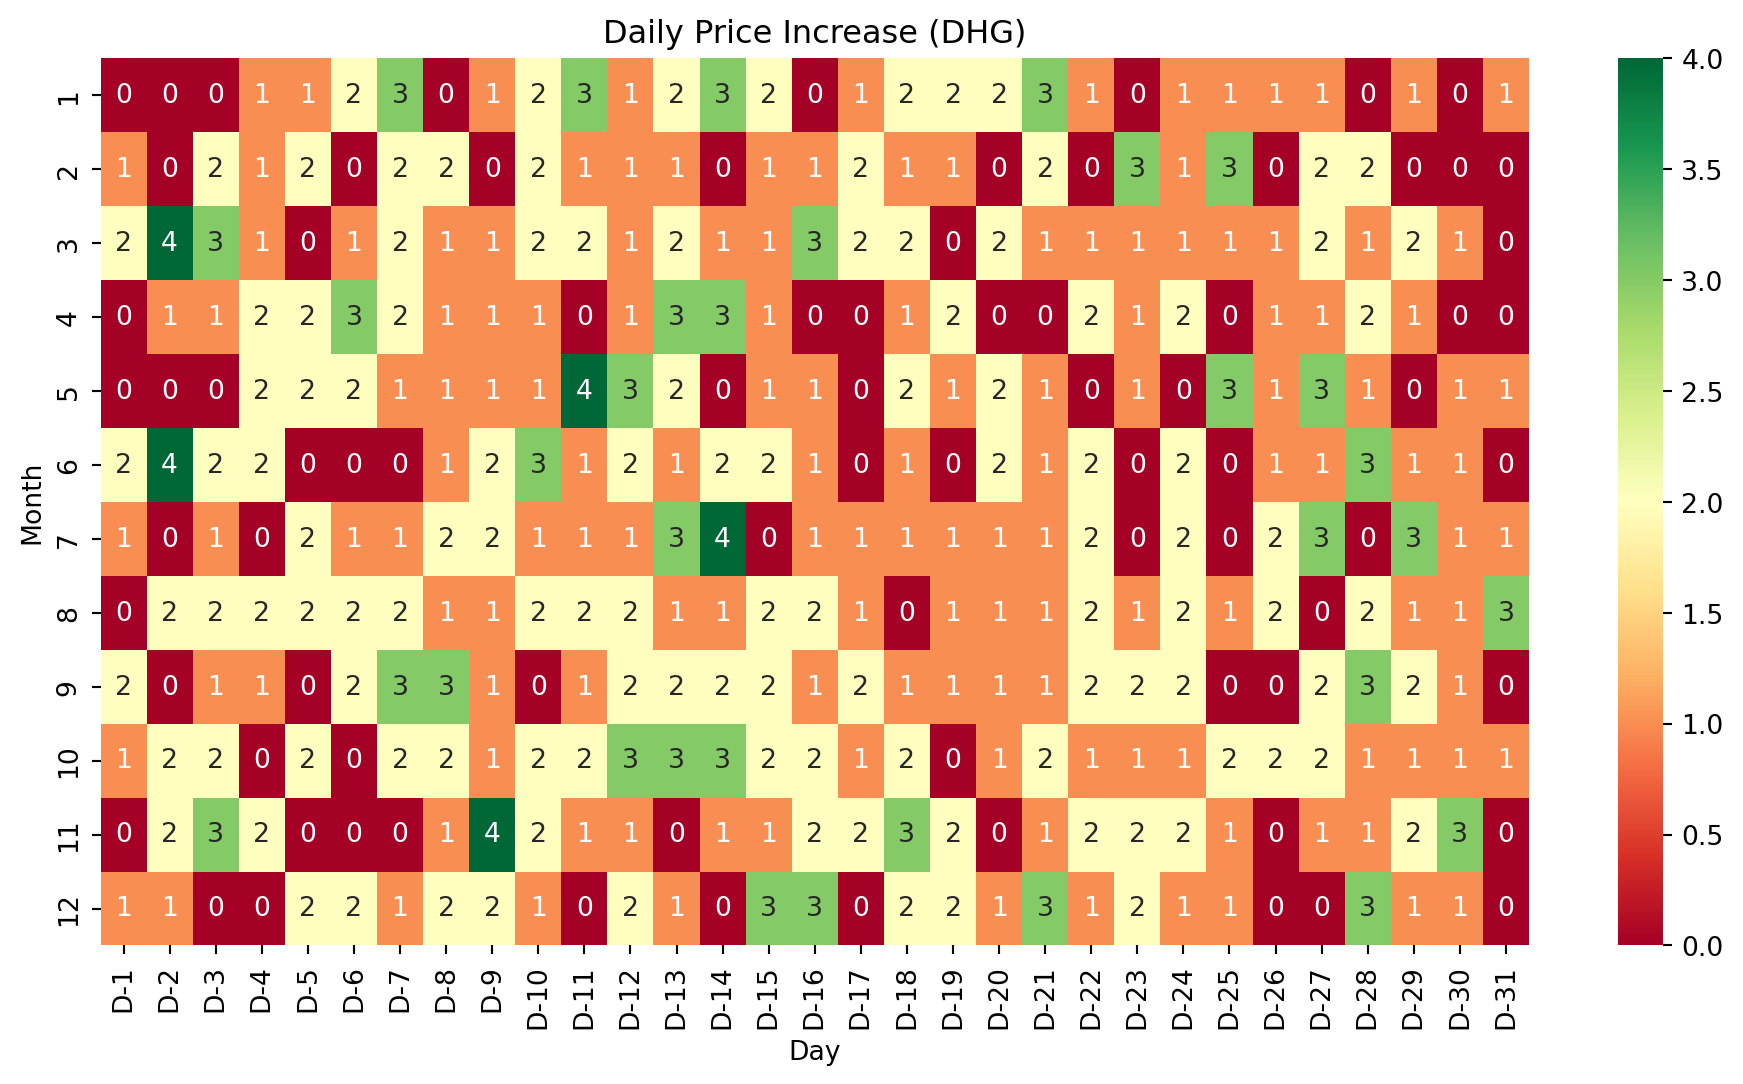 Daily Price Increase (DHG)
Month
1 0 0 0 1 1 2 3 0 1 2 3 1 2 3 2 0 1 2 2 2 3 1 0 1 1 1 1 0 1 0 1
2 1 0 2 1 2 0 2 2 0 2 1 1 1 0 1 1 2 1 1 0 2 0 3 1 3 0 2 2 0 0 0
3 2 4 3 1 0 1 2 1 1 2 2 1 2 1 1 3 2 2 0 2 1 1 1 1 1 1 2 1 2 1 0
4 0 1 1 2 2 3 2 1 1 1 0 1 3 3 1 0 0 1 2 0 0 2 1 2 0 1 1 2 1 0 0
5 0 0 0 2 2 2 1 1 1 1 4 3 2 0 1 1 0 2 1 2 1 0 1 0 3 1 3 1 0 1 1
6 2 4 2 2 0 0 0 1 2 3 1 2 1 2 2 1 0 1 0 2 1 2 0 2 0 1 1 3 1 1 0
7 1 0 1 0 2 1 1 2 2 1 1 1 3 4 0 1 1 1 1 1 1 2 0 2 0 2 3 0 3 1 1
8 0 2 2 2 2 2 2 1 1 2 2 2 1 1 2 2 1 0 1 1 1 2 1 2 1 2 0 2 1 1 3
9 2 0 1 1 0 2 3 3 1 0 1 2 2 2 2 1 2 1 1 1 1 2 2 2 0 0 2 3 2 1 0
10 1 2 2 0 2 0 2 2 1 2 2 3 3 3 2 2 1 2 0 1 2 1 1 1 2 2 2 1 1 1 1
11 0 2 3 2 0 0 0 1 4 2 1 1 0 1 1 2 2 3 2 0 1 2 2 2 1 0 1 1 2 3 0
12 1 1 0 0 2 2 1 2 2 1 0 2 1 0 3 3 0 2 2 1 3 1 2 1 1 0 0 3 1 1 0
D-1 D-2 D-3 D-4 D-5 D-6 D-7 D-8 D-9 D-10 D-11 D-12 D-13 D-14 D-15 D-16 D-17 D-18 D-19 D-20 D-21 D-22 D-23 D-24 D-25 D-26 D-27 D-28 D-29 D-30 D-31
Day
4.0
3.5
3.0
2.5
2.0
1.5
1.0
0.5
0.0